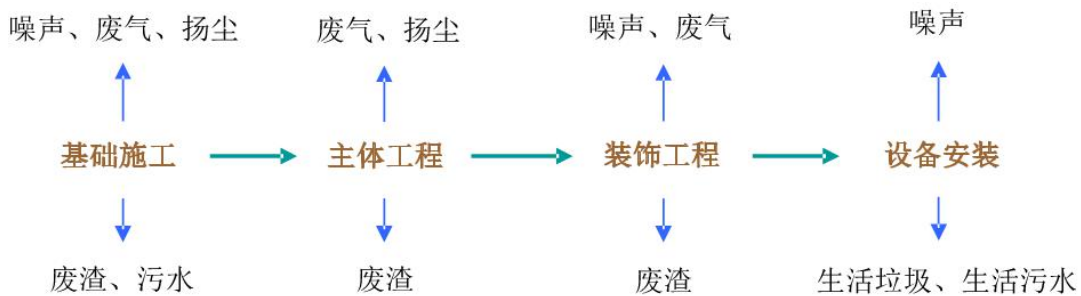 噪声、废气、扬尘 废气、扬尘 噪声、废气 噪声
基础施工 主体工程 装饰工程 设备安装
废渣、污水 废渣 废渣 生活垃圾、生活污水